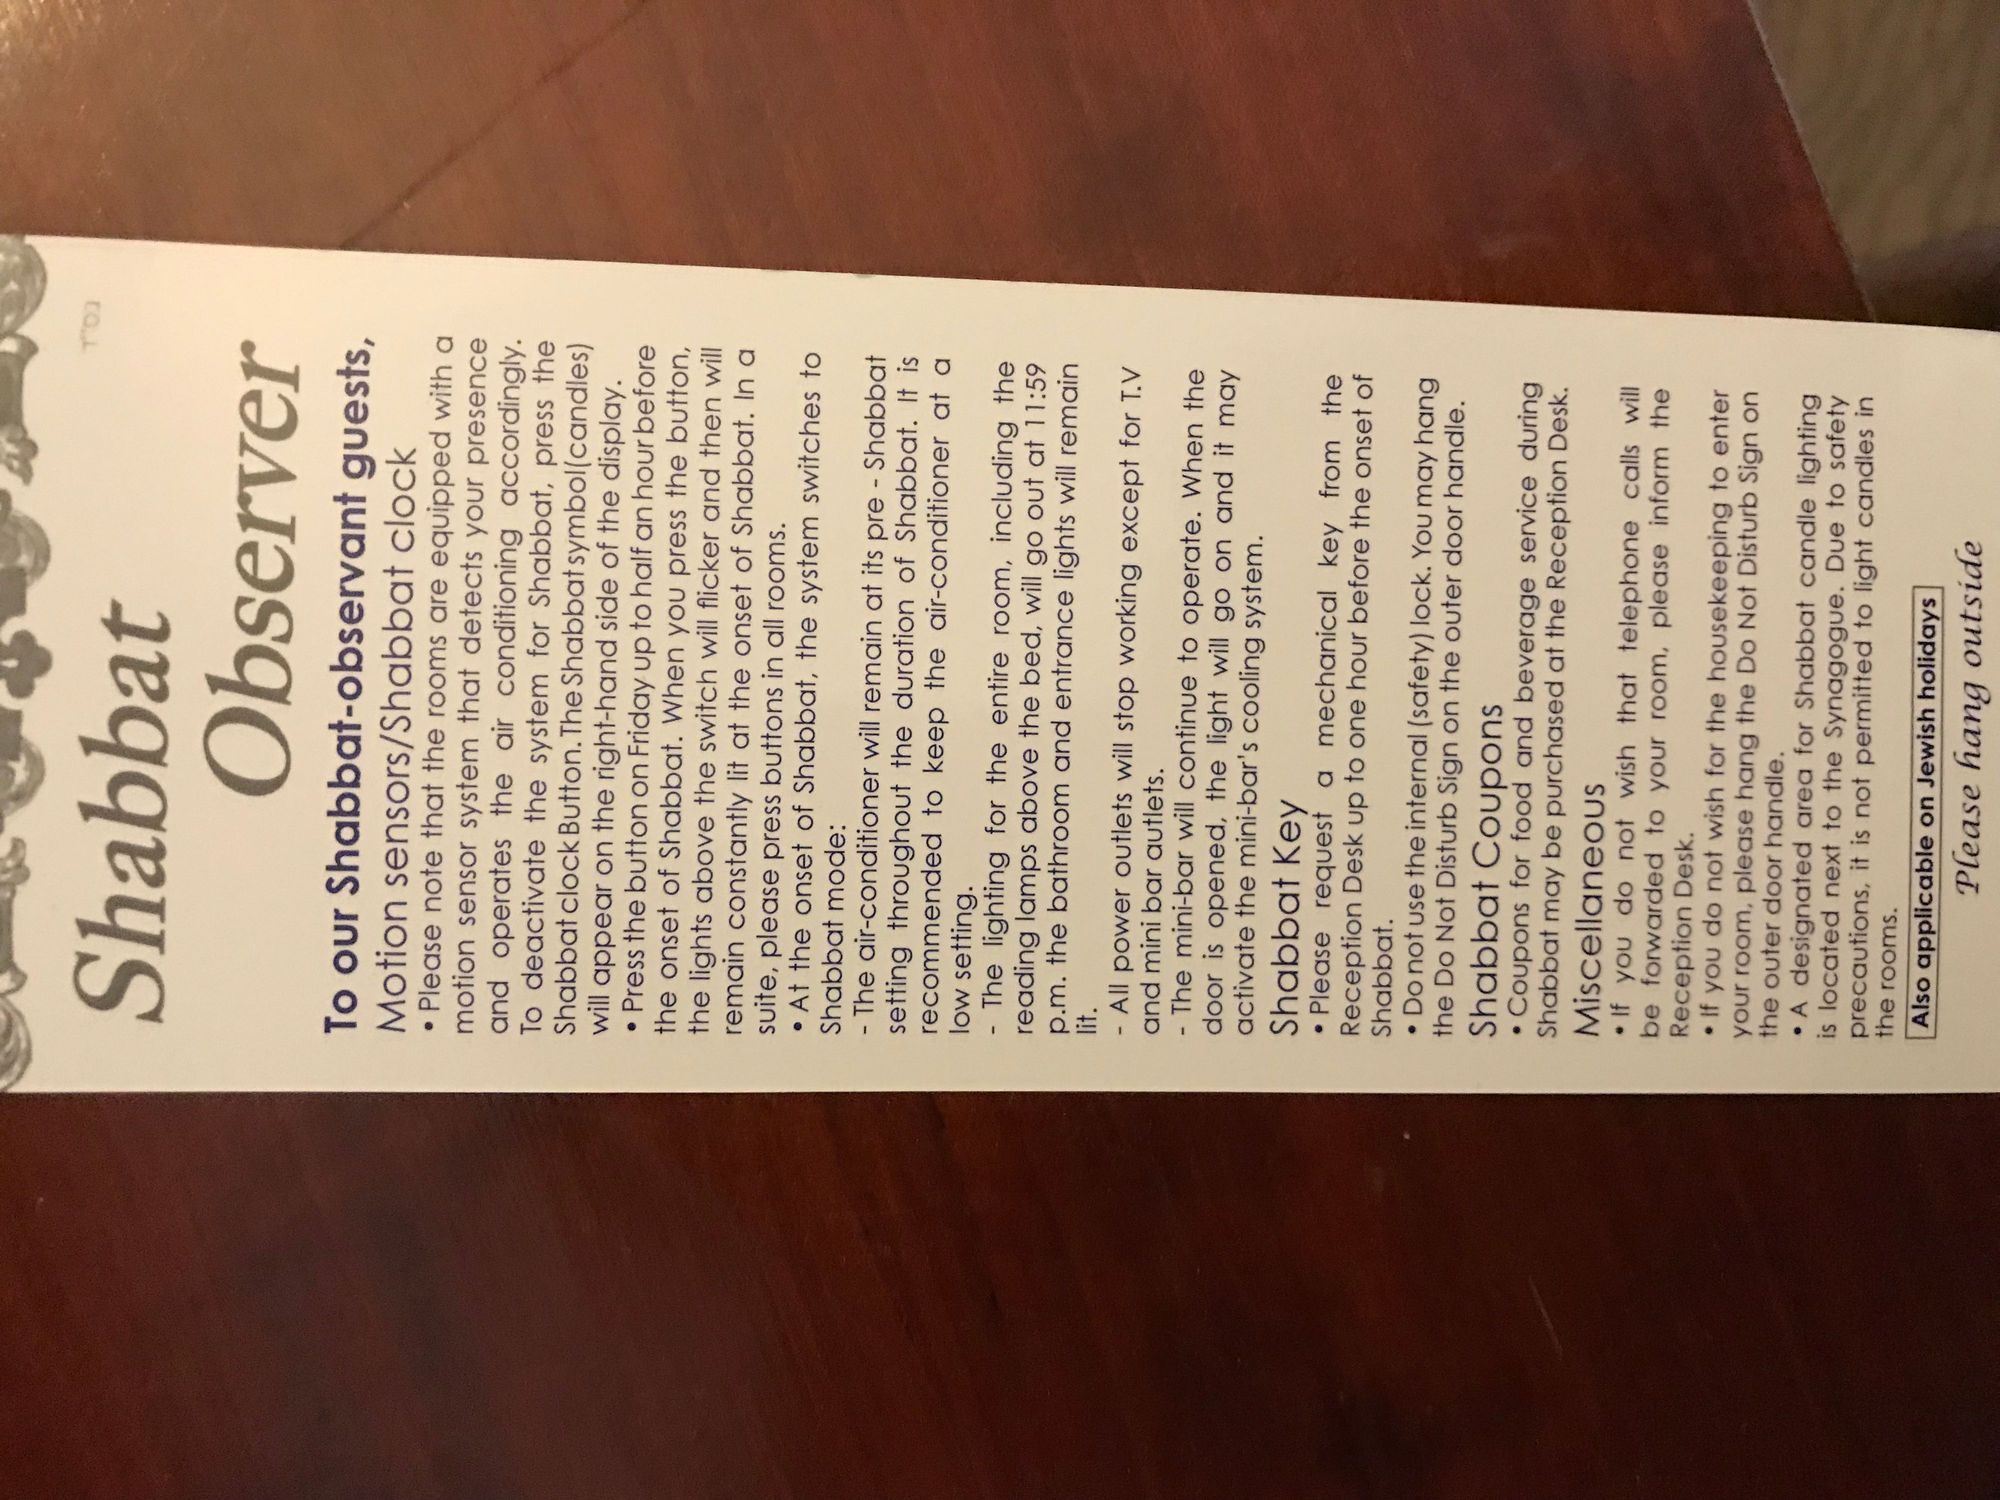 בס"ד
Shabbat
Observer
To our Shabbat-observant guests,
Motion sensors/Shabbat clock
• Please note that the rooms are equipped with a
motion sensor system that detects your presence
and operates the air conditioning accordingly.
To deactivate the system for Shabbat, press the
Shabbat clock Button. The Shabbat symbol(candles)
will appear on the right-hand side of the display.
• Press the button on Friday up to half an hour before
the onset of Shabbat. When you press the button,
the lights above the switch will flicker and then will
remain constantly lit at the onset of Shabbat. In a
suite, please press buttons in all rooms.
• At the onset of Shabbat, the system switches to
Shabbat mode:
- The air-conditioner will remain at its pre - Shabbat
setting throughout the duration of Shabbat. It is
recommended to keep the air-conditioner at a
low setting.
- The lighting for the entire room, including the
reading lamps above the bed, will go out at 11:59
p.m. the bathroom and entrance lights will remain
lit.
- All power outlets will stop working except for T.V
and mini bar autlets.
- The mini-bar will continue to operate. When the
door is opened, the light will go on and it may
activate the mini-bar's cooling system.
Shabbat Key
• Please request a mechanical key from the
Reception Desk up to one hour before the onset of
Shabbat.
• Do not use the internal (safety) lock. You may hang
the Do Not Disturb Sign on the outer door handle.
Shabbat Coupons
• Coupons for food and beverage service during
Shabbat may be purchased at the Reception Desk.
Miscellaneous
• If you do not wish that telephone calls will
be forwarded to your room, please inform the
Reception Desk.
• If you do not wish for the housekeeping to enter
your room, please hang the Do Not Disturb Sign on
the outer door handle.
• A designated area for Shabbat candle lighting
is located next to the Synagogue. Due to safety
precautions, it is not permitted to light candles in
the rooms.
Also applicable on Jewish holidays
Please hang outside